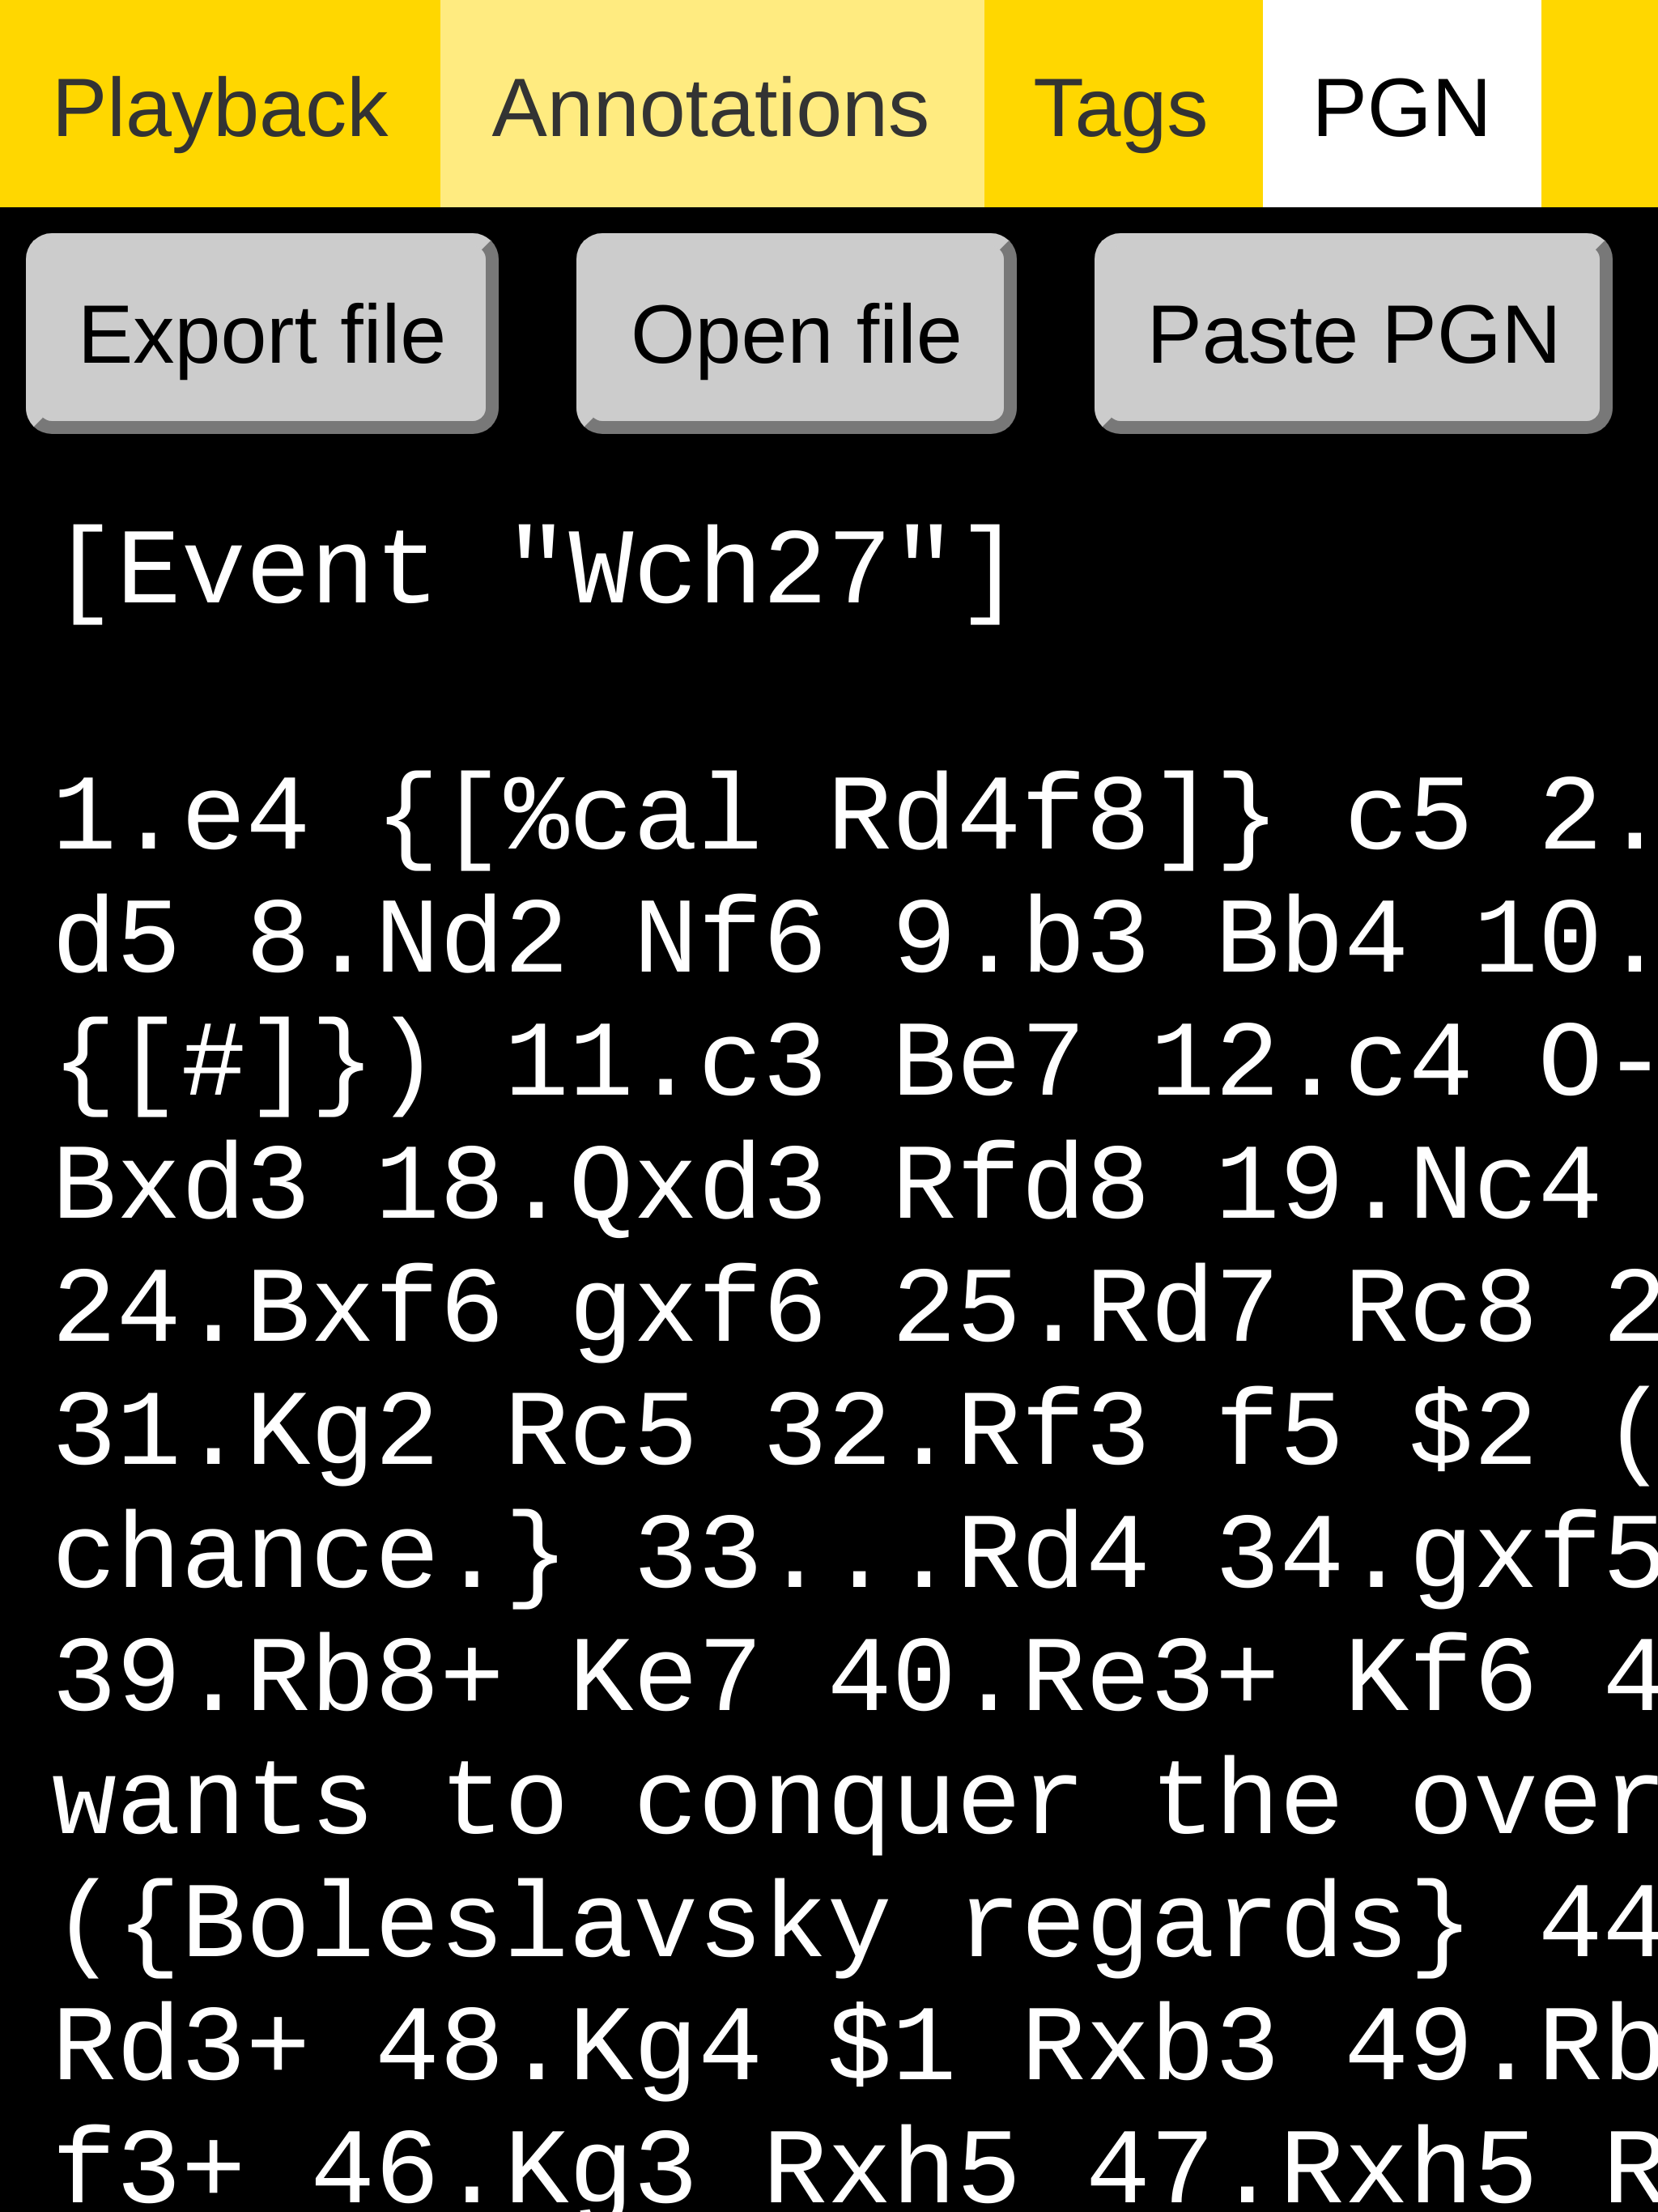 Playback Annotations Tags PGN
Export file Open file Paste PGN
[Event "Wch27"]
1.e4 {[%cal Rd4f8]} c5 2.
d5 8.Nd2 Nf6 9.b3 Bb4 10.
{[#]}) 11.c3 Be7 12.c4 O-
Bxd3 18.Qxd3 Rfd8 19.Nc4
24.Bxf6 gxf6 25.Rd7 Rc8 2
31.Kg2 Rc5 32.Rf3 f5 $2 (
chance.} 33...Rd4 34.gxf5
39.Rb8+ Ke7 40.Re3+ Kf6 4
wants to conquer the over
({Boleslavsky regards} 44
Rd3+ 48.Kg4 $1 Rxb3 49.Rb
f3+ 46.Kg3 Rxh5 47.Rxh5 R